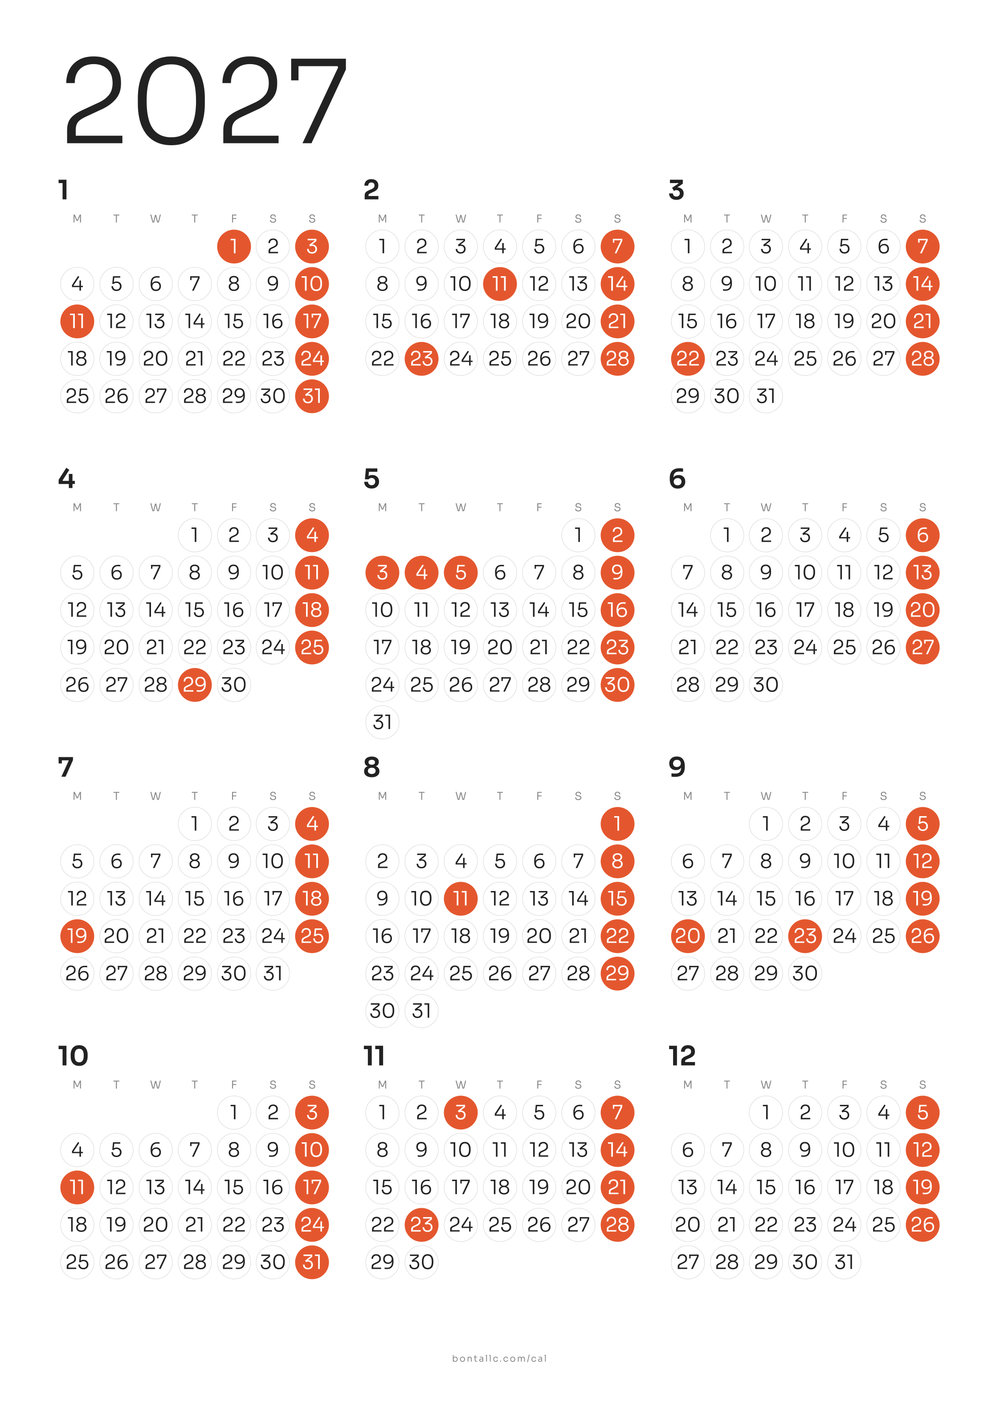 2027
1
M T W T F S S
1 2 3
4 5 6 7 8 9 10
11 12 13 14 15 16 17
18 19 20 21 22 23 24
25 26 27 28 29 30 31
2
M T W T F S S
1 2 3 4 5 6 7
8 9 10 11 12 13 14
15 16 17 18 19 20 21
22 23 24 25 26 27 28
3
M T W T F S S
1 2 3 4 5 6 7
8 9 10 11 12 13 14
15 16 17 18 19 20 21
22 23 24 25 26 27 28
29 30 31
4
M T W T F S S
1 2 3 4
5 6 7 8 9 10 11
12 13 14 15 16 17 18
19 20 21 22 23 24 25
26 27 28 29 30
5
M T W T F S S
1 2
3 4 5 6 7 8 9
10 11 12 13 14 15 16
17 18 19 20 21 22 23
24 25 26 27 28 29 30
31
6
M T W T F S S
1 2 3 4 5 6
7 8 9 10 11 12 13
14 15 16 17 18 19 20
21 22 23 24 25 26 27
28 29 30
7
M T W T F S S
1 2 3 4
5 6 7 8 9 10 11
12 13 14 15 16 17 18
19 20 21 22 23 24 25
26 27 28 29 30 31
8
M T W T F S S
1
2 3 4 5 6 7 8
9 10 11 12 13 14 15
16 17 18 19 20 21 22
23 24 25 26 27 28 29
30 31
9
M T W T F S S
1 2 3 4 5
6 7 8 9 10 11 12
13 14 15 16 17 18 19
20 21 22 23 24 25 26
27 28 29 30
10
M T W T F S S
1 2 3
4 5 6 7 8 9 10
11 12 13 14 15 16 17
18 19 20 21 22 23 24
25 26 27 28 29 30 31
11
M T W T F S S
1 2 3 4 5 6 7
8 9 10 11 12 13 14
15 16 17 18 19 20 21
22 23 24 25 26 27 28
29 30
12
M T W T F S S
1 2 3 4 5
6 7 8 9 10 11 12
13 14 15 16 17 18 19
20 21 22 23 24 25 26
27 28 29 30 31
bontallc.com/cal